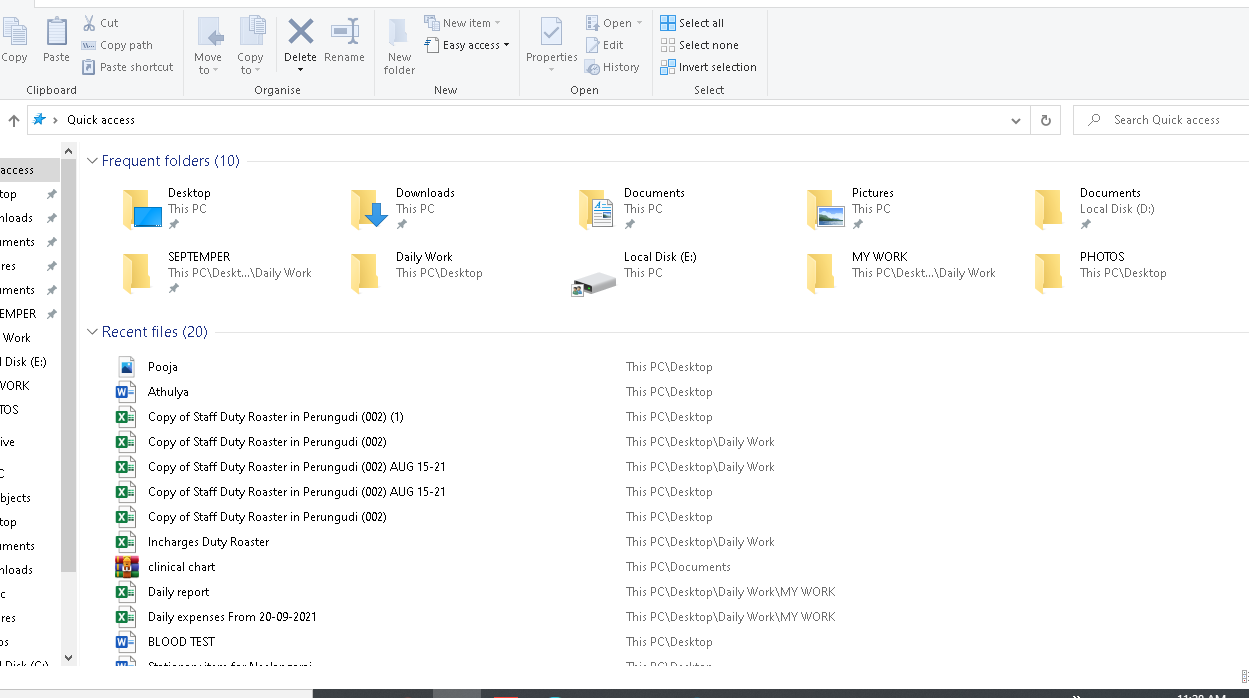 Cut
Copy path
Paste shortcut
Copy
Paste
Clipboard
Move to
Copy to
Delete
Rename
Organise
New folder
New item
Easy access
New
Properties
Open
Edit
History
Open
Select all
Select none
Invert selection
Select
Quick access
Search Quick access
access
top
nloads
uments
res
uments
EMPER
Work
l Disk (E:)
WORK
TOS
ive
C
bjects
top
uments
nloads
c
res
os
l Disk (C:)
Frequent folders (10)
Desktop
This PC
Downloads
This PC
Documents
This PC
Pictures
This PC
Documents
Local Disk (D:)
SEPTEMPER
This PC\Deskt...\Daily Work
Daily Work
This PC\Desktop
Local Disk (E:)
This PC
MY WORK
This PC\Deskt...\Daily Work
PHOTOS
This PC\Desktop
Recent files (20)
Pooja This PC\Desktop
Athulya This PC\Desktop
Copy of Staff Duty Roaster in Perungudi (002) (1) This PC\Desktop
Copy of Staff Duty Roaster in Perungudi (002) This PC\Desktop\Daily Work
Copy of Staff Duty Roaster in Perungudi (002) AUG 15-21 This PC\Desktop\Daily Work
Copy of Staff Duty Roaster in Perungudi (002) AUG 15-21 This PC\Desktop
Copy of Staff Duty Roaster in Perungudi (002) This PC\Desktop
Incharges Duty Roaster This PC\Desktop\Daily Work
clinical chart This PC\Documents
Daily report This PC\Desktop\Daily Work\MY WORK
Daily expenses From 20-09-2021 This PC\Desktop\Daily Work\MY WORK
BLOOD TEST This PC\Desktop
Stationary item for This PC\Desktop